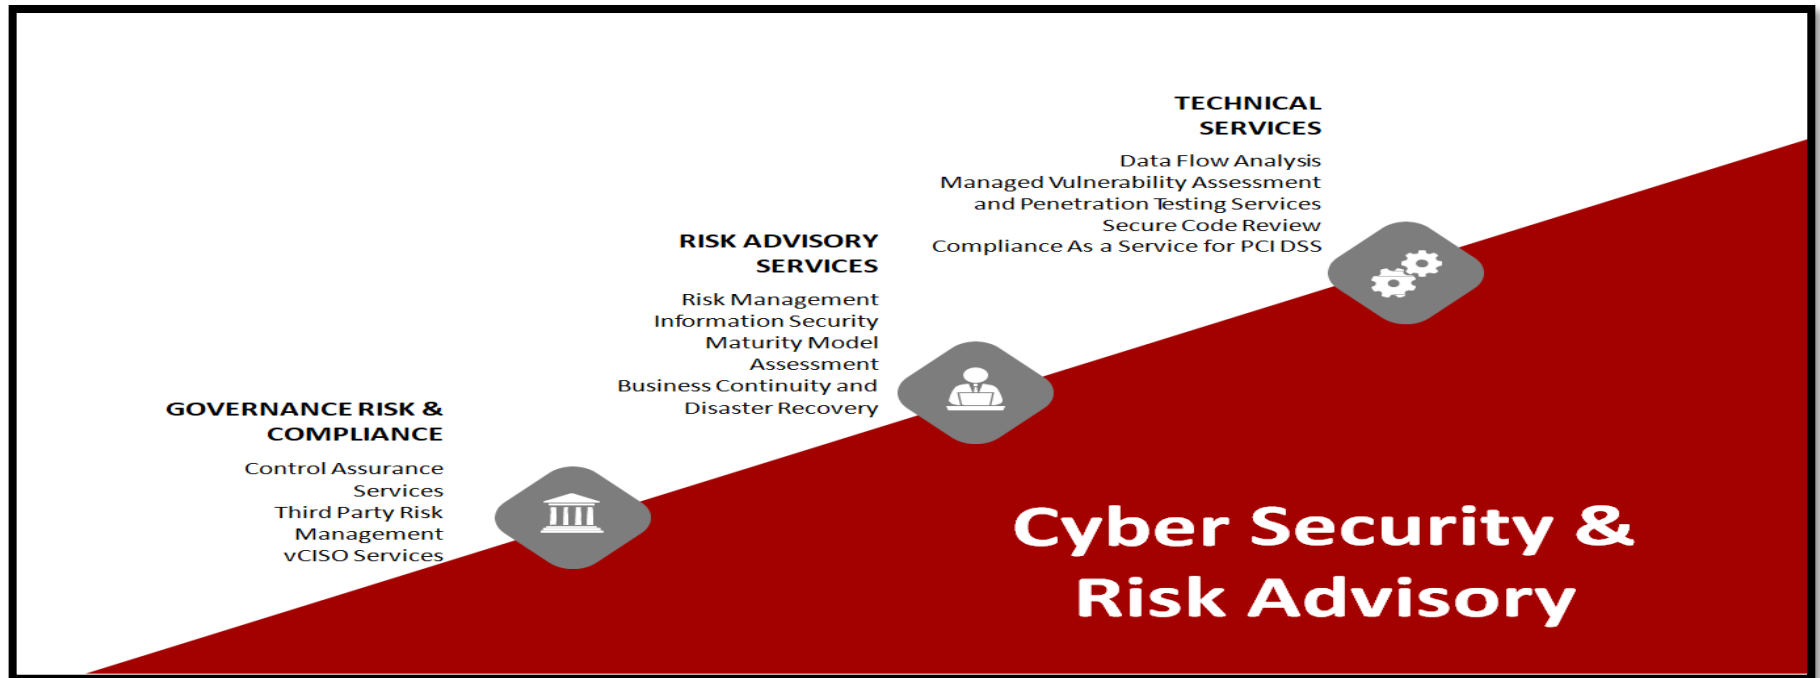 GOVERNANCE RISK &
COMPLIANCE
Control Assurance
Services
Third Party Risk
Management
vCISO Services
RISK ADVISORY
SERVICES
Risk Management
Information Security
Maturity Model
Assessment
Business Continuity and
Disaster Recovery
TECHNICAL
SERVICES
Data Flow Analysis
Managed Vulnerability Assessment
and Penetration Testing Services
Secure Code Review
Compliance As a Service for PCI DSS
Cyber Security &
Risk Advisory